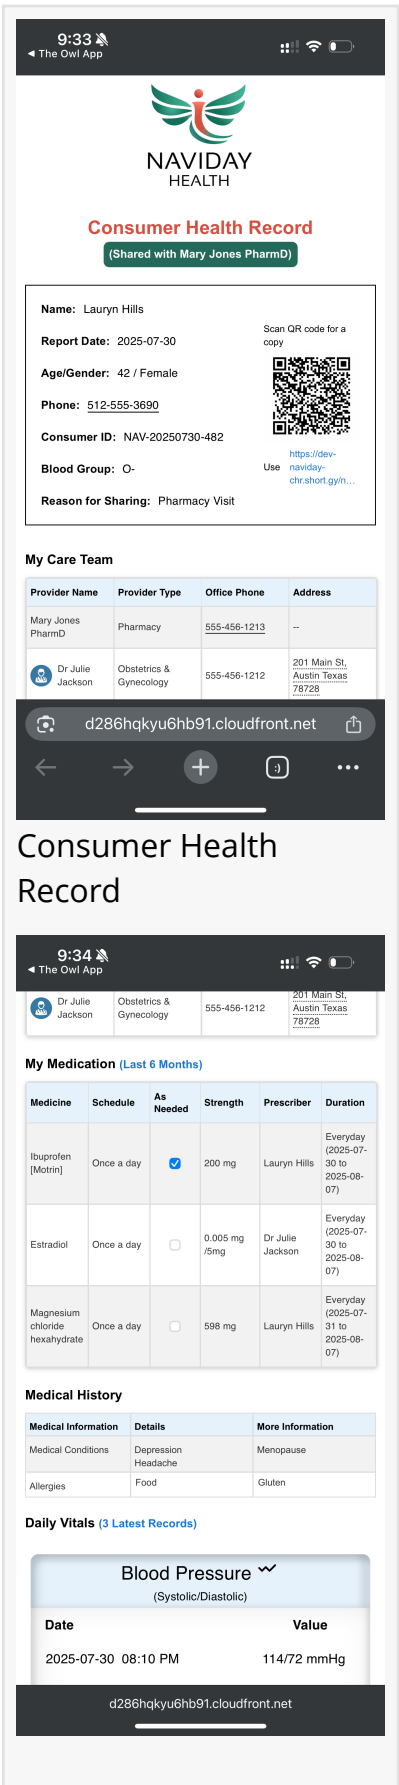 9:33
◀ The Owl App
NAVIDAY
HEALTH
Consumer Health Record
(Shared with Mary Jones PharmD)
Name: Lauryn Hills
Report Date: 2025-07-30
Age/Gender: 42 / Female
Phone: 512-555-3690
Consumer ID: NAV-20250730-482
Blood Group: O-
Reason for Sharing: Pharmacy Visit
Scan QR code for a
copy
Use
https://dev-
naviday-
chr.short.gy/n...
My Care Team
Provider Name Provider Type Office Phone Address
Mary Jones
PharmD
Pharmacy
555-456-1213
--
Dr Julie
Jackson
Obstetrics &
Gynecology
555-456-1212
201 Main St,
Austin Texas
78728
d286hqkyu6hb91.cloudfront.net
:)
Consumer Health
Record
9:34
◀ The Owl App
Dr Julie
Jackson
Obstetrics &
Gynecology
555-456-1212
201 Main St,
Austin Texas
78728
My Medication (Last 6 Months)
Medicine Schedule As
Needed Strength Prescriber Duration
Ibuprofen
[Motrin]
Once a day
200 mg
Lauryn Hills
Everyday
(2025-07-
30 to
2025-08-
07)
Estradiol
Once a day
0.005 mg
/5mg
Dr Julie
Jackson
Everyday
(2025-07-
30 to
2025-08-
07)
Magnesium
chloride
hexahydrate
Once a day
598 mg
Lauryn Hills
Everyday
(2025-07-
31 to
2025-08-
07)
Medical History
Medical Information Details More Information
Medical Conditions
Depression
Headache
Menopause
Allergies Food Gluten
Daily Vitals (3 Latest Records)
Blood Pressure
(Systolic/Diastolic)
Date Value
2025-07-30 08:10 PM 114/72 mmHg
d286hqkyu6hb91.cloudfront.net